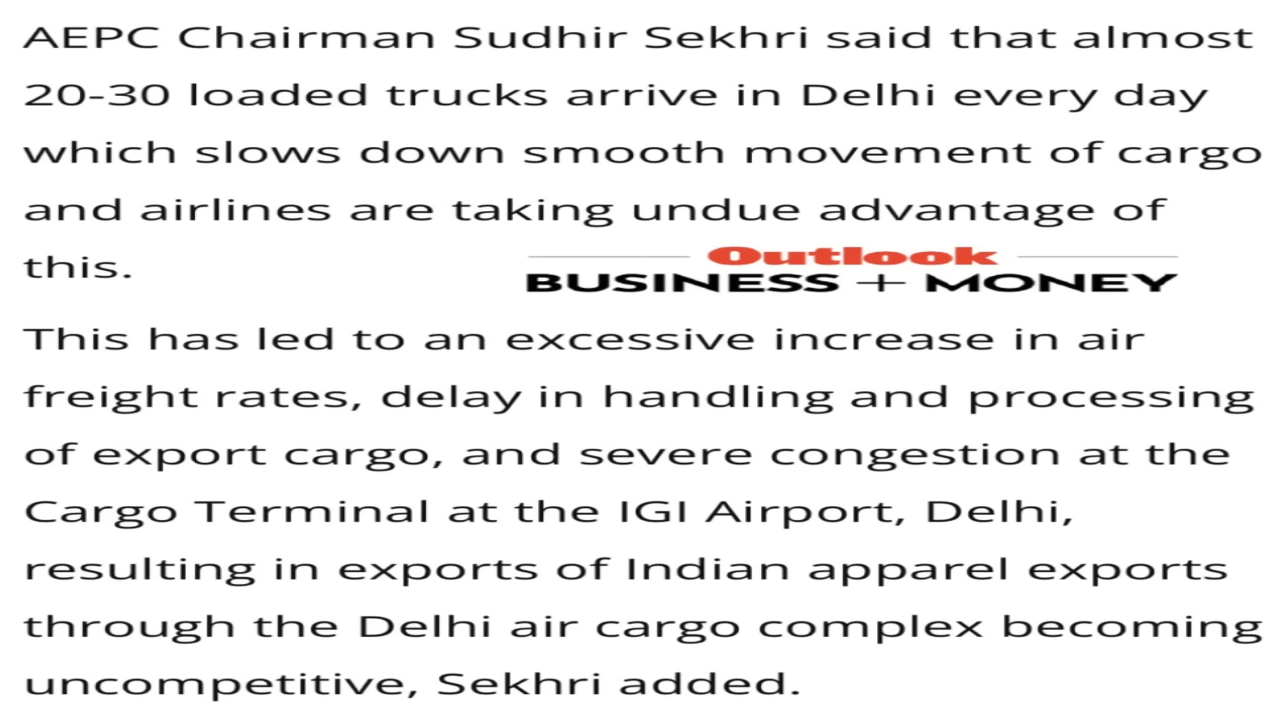 AEPC Chairman Sudhir Sekhri said that almost
20-30 loaded trucks arrive in Delhi every day
which slows down smooth movement of cargo
and airlines are taking undue advantage of
this.
Outlook
BUSINESS + MONEY
This has led to an excessive increase in air
freight rates, delay in handling and processing
of export cargo, and severe congestion at the
Cargo Terminal at the IGI Airport, Delhi,
resulting in exports of Indian apparel exports
through the Delhi air cargo complex becoming
uncompetitive, Sekhri added.